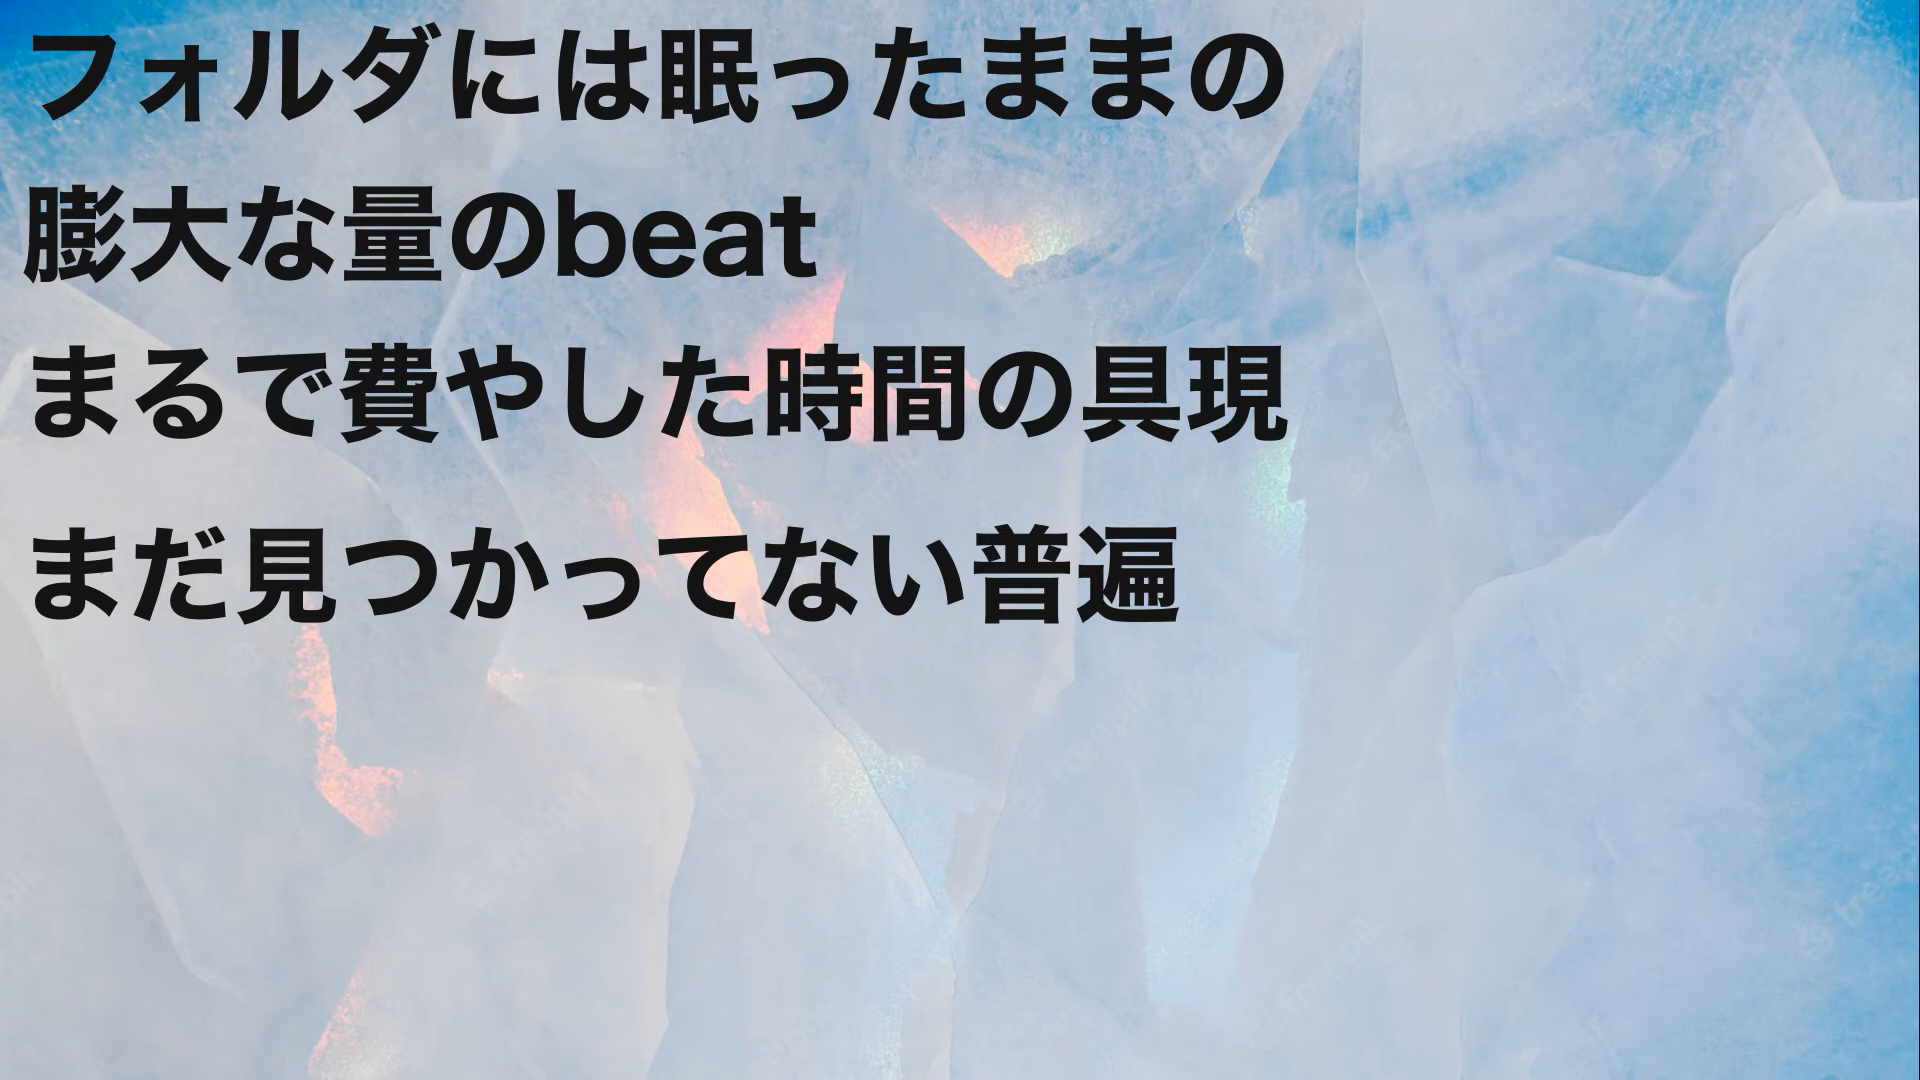 フォルダには眠ったままの
膨大な量のbeat
まるで費やした時間の具現
まだ見つかってない普遍